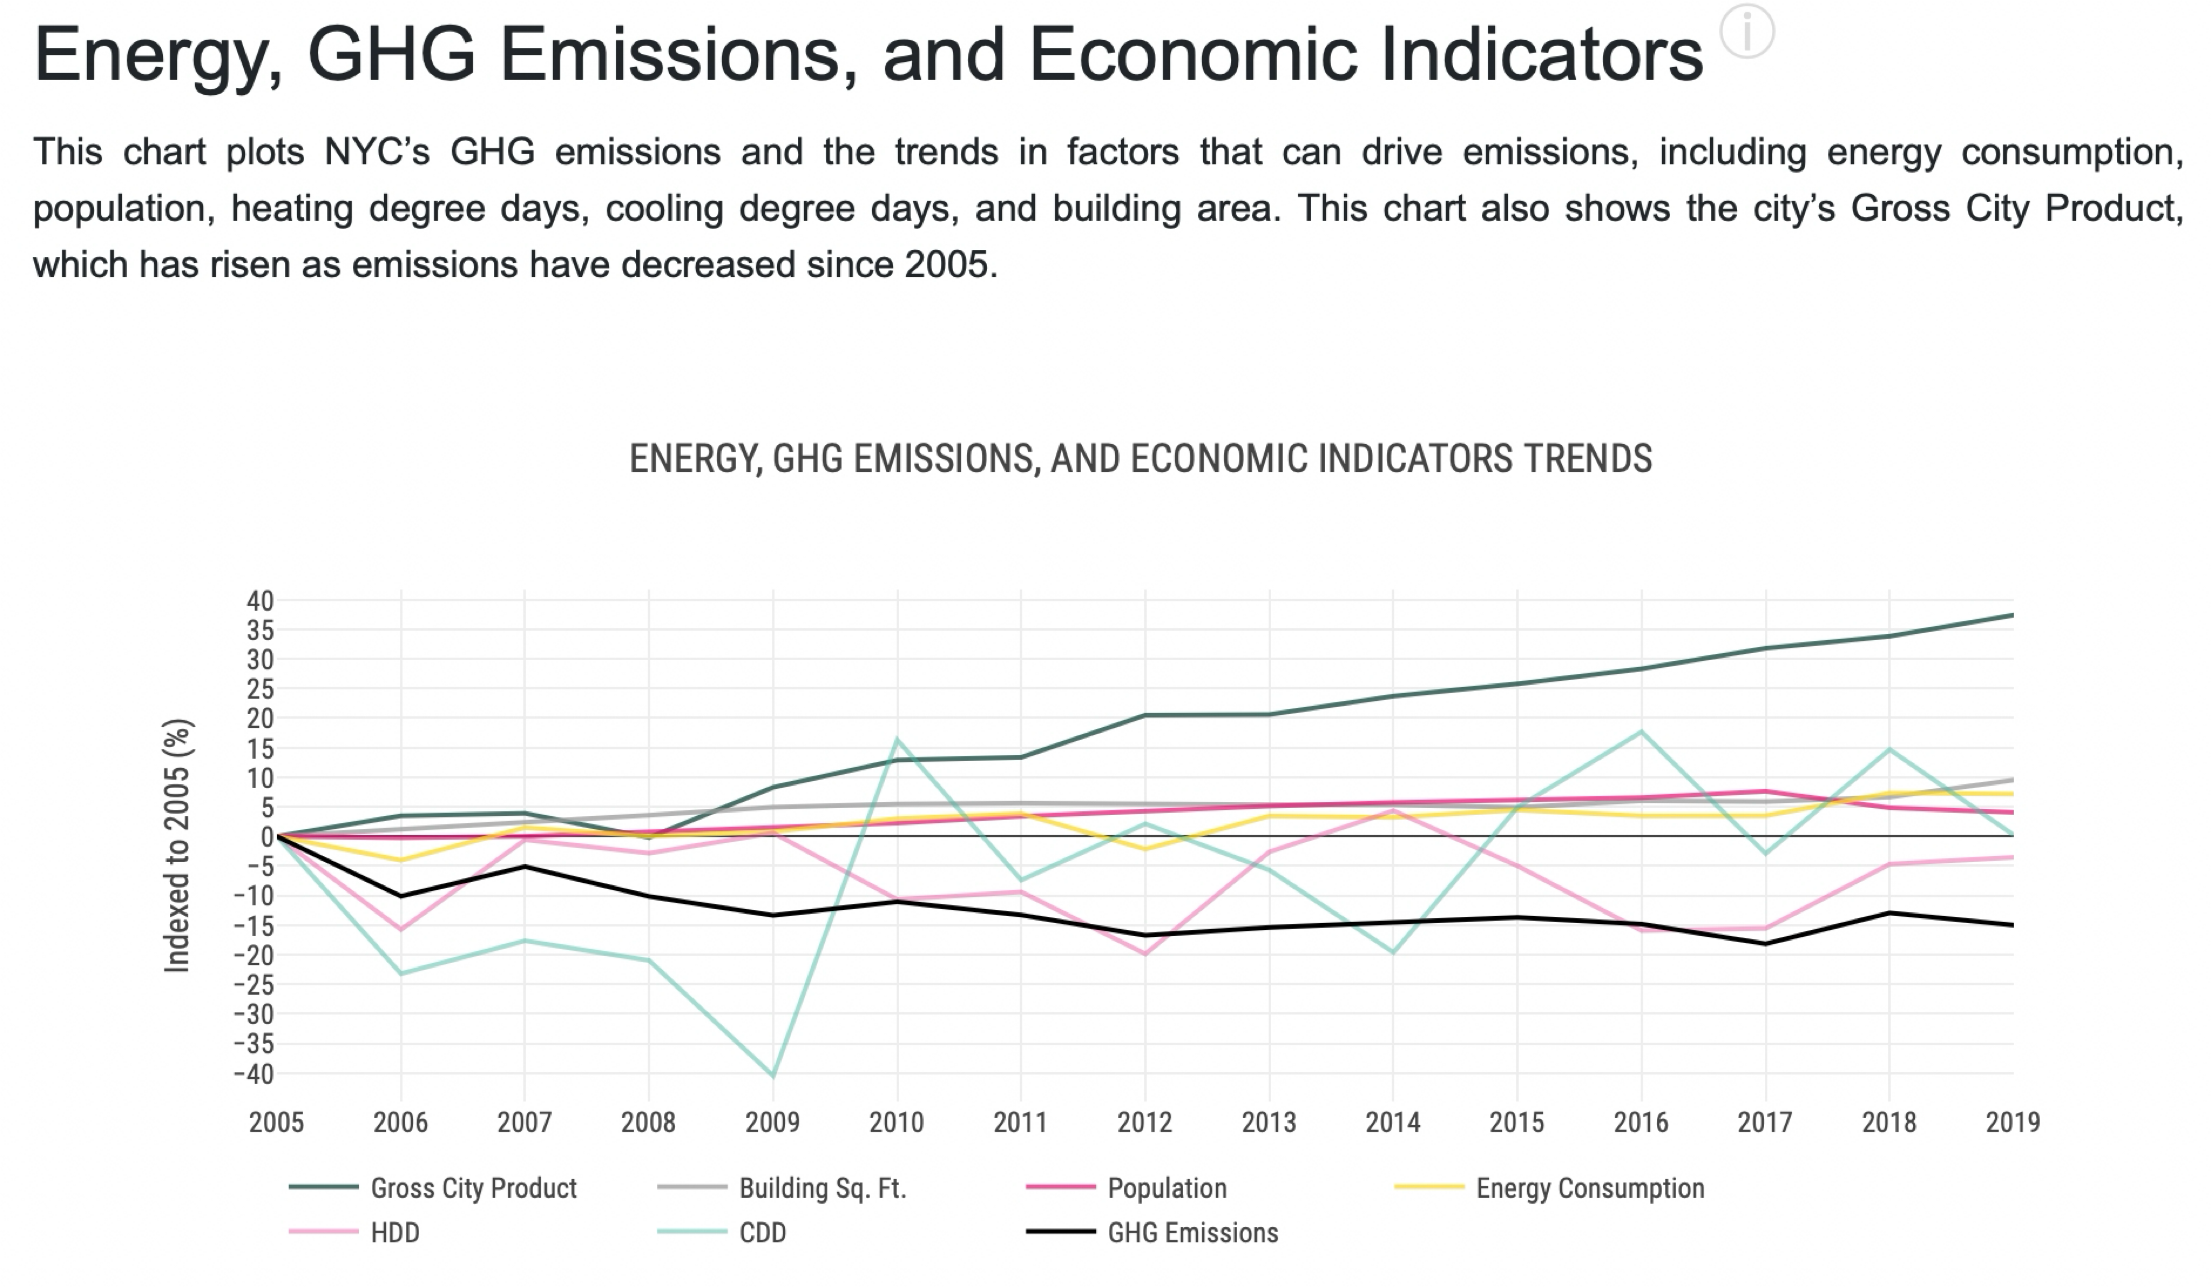 Energy, GHG Emissions, and Economic Indicators ⓘ
This chart plots NYC’s GHG emissions and the trends in factors that can drive emissions, including energy consumption,
population, heating degree days, cooling degree days, and building area. This chart also shows the city’s Gross City Product,
which has risen as emissions have decreased since 2005.
ENERGY, GHG EMISSIONS, AND ECONOMIC INDICATORS TRENDS
Indexed to 2005 (%)
40
35
30
25
20
15
10
5
0
−5
−10
−15
−20
−25
−30
−35
−40
2005 2006 2007 2008 2009 2010 2011 2012 2013 2014 2015 2016 2017 2018 2019
Gross City Product Building Sq. Ft. Population Energy Consumption
HDD CDD GHG Emissions